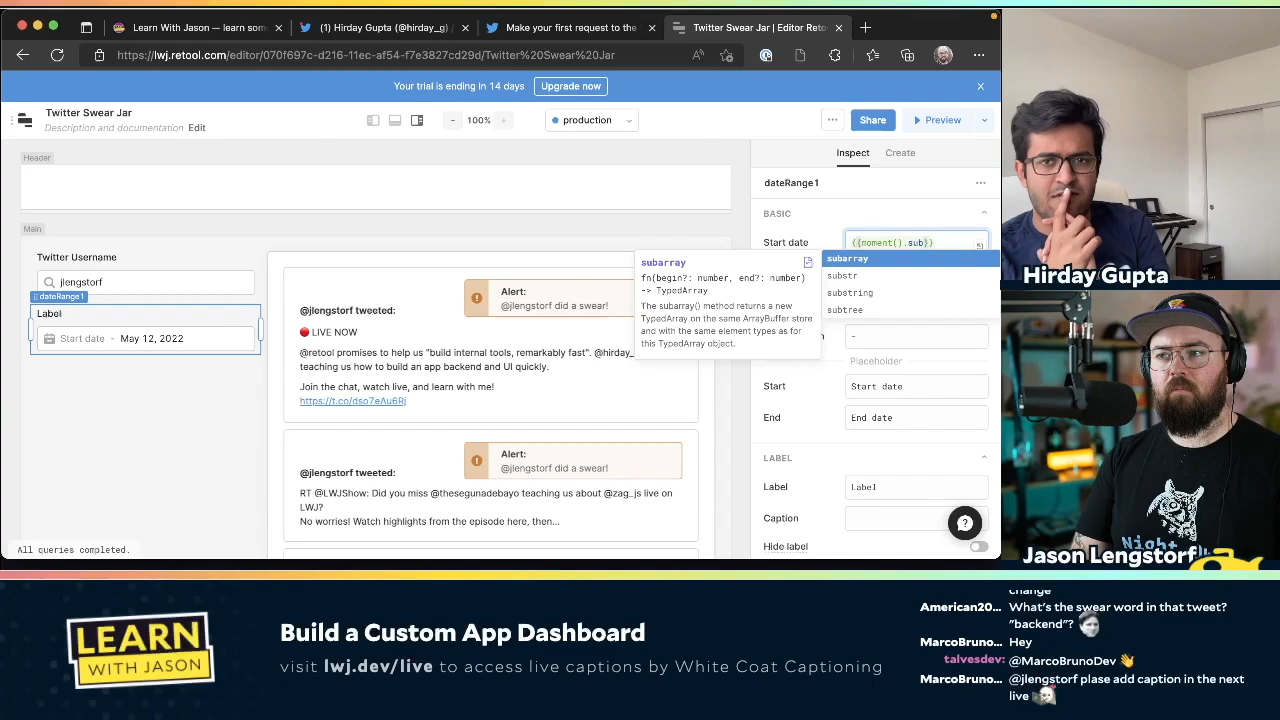 Learn With Jason — learn som
(1) Hirday Gupta (@hirday_g) /
Make your first request to the
Twitter Swear Jar | Editor Reto
https://lwj.retool.com/editor/070f697c-d216-11ec-af54-f7e3827cd29d/Twitter%20Swear%20Jar
Your trial is ending in 14 days
Upgrade now
Twitter Swear Jar
Description and documentation Edit
- 100% +
production
Share
Preview
Header
Inspect
Create
dateRange1
BASIC
Start date
{{moment().sub}}
Main
Twitter Username
jlengstorf
dateRange1
Label
Start date - May 12, 2022
Alert:
@jlengstorf did a swear!
@jlengstorf tweeted:
🔴 LIVE NOW
@retool promises to help us "build internal tools, remarkably fast". @hirday_
teaching us how to build an app backend and UI quickly.
Join the chat, watch live, and learn with me!
https://t.co/dso7eAu6Rj
Alert:
@jlengstorf did a swear!
@jlengstorf tweeted:
RT @LWJShow: Did you miss @thesegunadebayo teaching us about @zag_js live on
LWJ?
No worries! Watch highlights from the episode here, then...
All queries completed.
subarray
fn(begin?: number, end?: number)
-> TypedArray
The subarray() method returns a new
TypedArray on the same ArrayBuffer store
and with the same element types as for
this TypedArray object.
subarray
substr
substring
subtree
n
-
Placeholder
Start
Start date
End
End date
LABEL
Label
Label
Caption
Hide label
Hirday Gupta
Night
Jason Lengstorf
LEARN
WITH JASON
Build a Custom App Dashboard
visit lwj.dev/live to access live captions by White Coat Captioning
change
American20... What's the swear word in that tweet?
"backend"?
MarcoBruno... Hey
talvesdev: @MarcoBrunoDev 👋
MarcoBruno... @jlengstorf plase add caption in the next
live